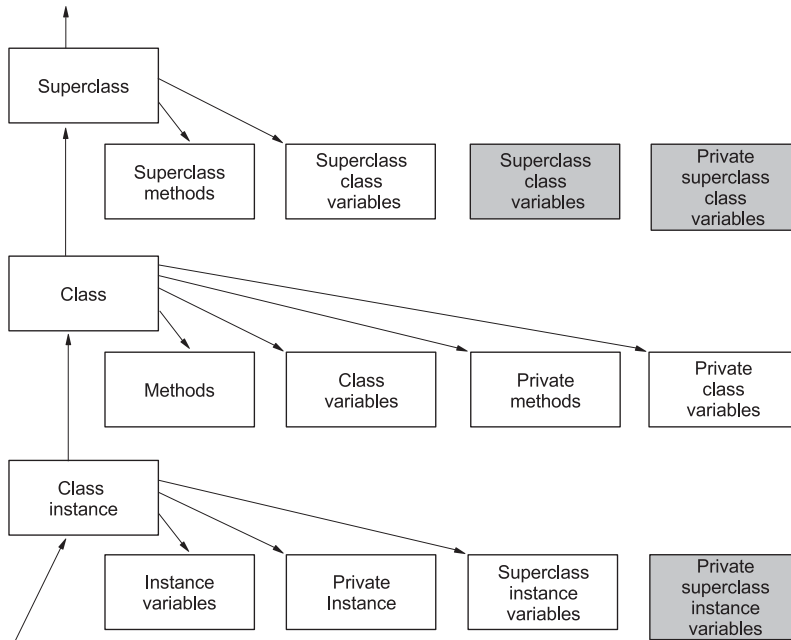 Superclass
Superclass
methods
Superclass
class
variables
Superclass
class
variables
Private
superclass
class
variables
Class
Methods
Class
variables
Private
methods
Private
class
variables
Class
instance
Instance
variables
Private
Instance
Superclass
instance
variables
Private
superclass
instance
variables